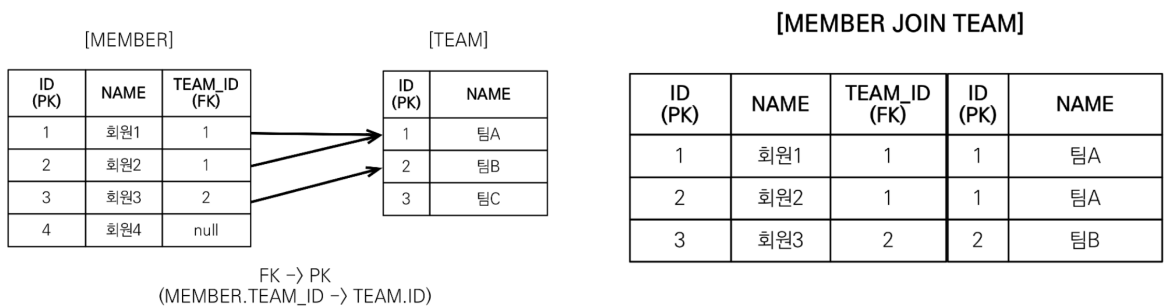 [MEMBER]
ID (PK) NAME TEAM_ID (FK)
1 회원1 1
2 회원2 1
3 회원3 2
4 회원4 null
[TEAM]
ID (PK) NAME
1 팀A
2 팀B
3 팀C
FK -> PK
(MEMBER.TEAM_ID -> TEAM.ID)
[MEMBER JOIN TEAM]
ID (PK) NAME TEAM_ID (FK) ID (PK) NAME
1 회원1 1 1 팀A
2 회원2 1 1 팀A
3 회원3 2 2 팀B